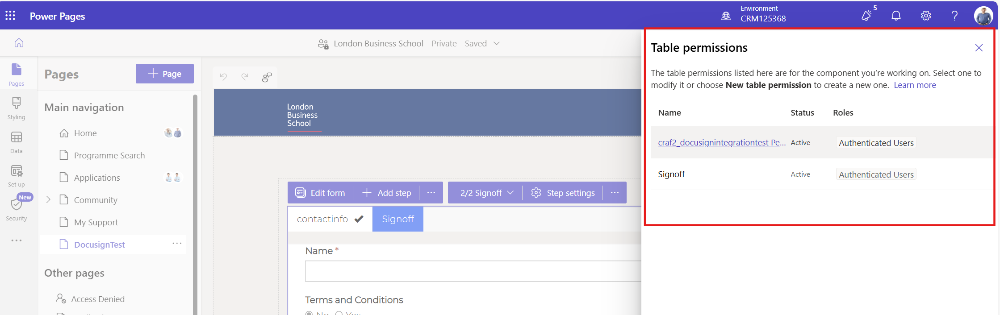 Power Pages
Environment
CRM125368
5
London Business School - Private - Saved
Pages
Styling
Data
Set up
New
Security
Pages
+ Page
Main navigation
Home
Programme Search
Applications
Community
My Support
DocusignTest
Other pages
Access Denied
London
Business
School
Edit form
Add step
2/2 Signoff
Step settings
contactinfo
Signoff
Name *
Terms and Conditions
No
Yes
Table permissions
The table permissions listed here are for the component you're working on. Select one to
modify it or choose New table permission to create a new one. Learn more
Name Status Roles
craf2_docusignintegrationtest Pe... Active Authenticated Users
Signoff Active Authenticated Users